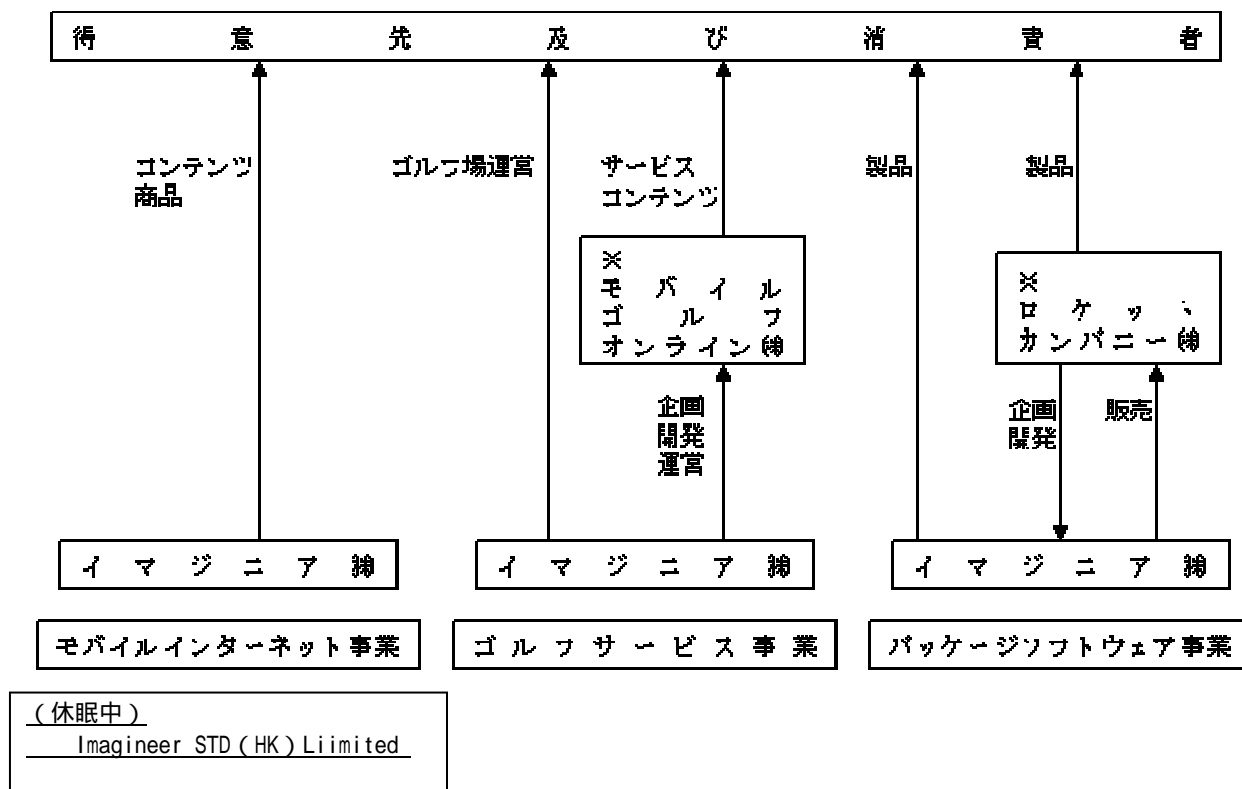 得意先及び消費者
コンテンツ
商品
ゴルフ場運営
サービス
コンテンツ
製品
製品
※
モバイル
ゴルフ
オンライン㈱
※
ロケット
カンパニー㈱
企画
開発
運営
企画
開発
販売
イマジニア㈱
イマジニア㈱
イマジニア㈱
モバイルインターネット事業
ゴルフサービス事業
パッケージソフトウェア事業
(休眠中)
Imagineer STD(HK)Liimited